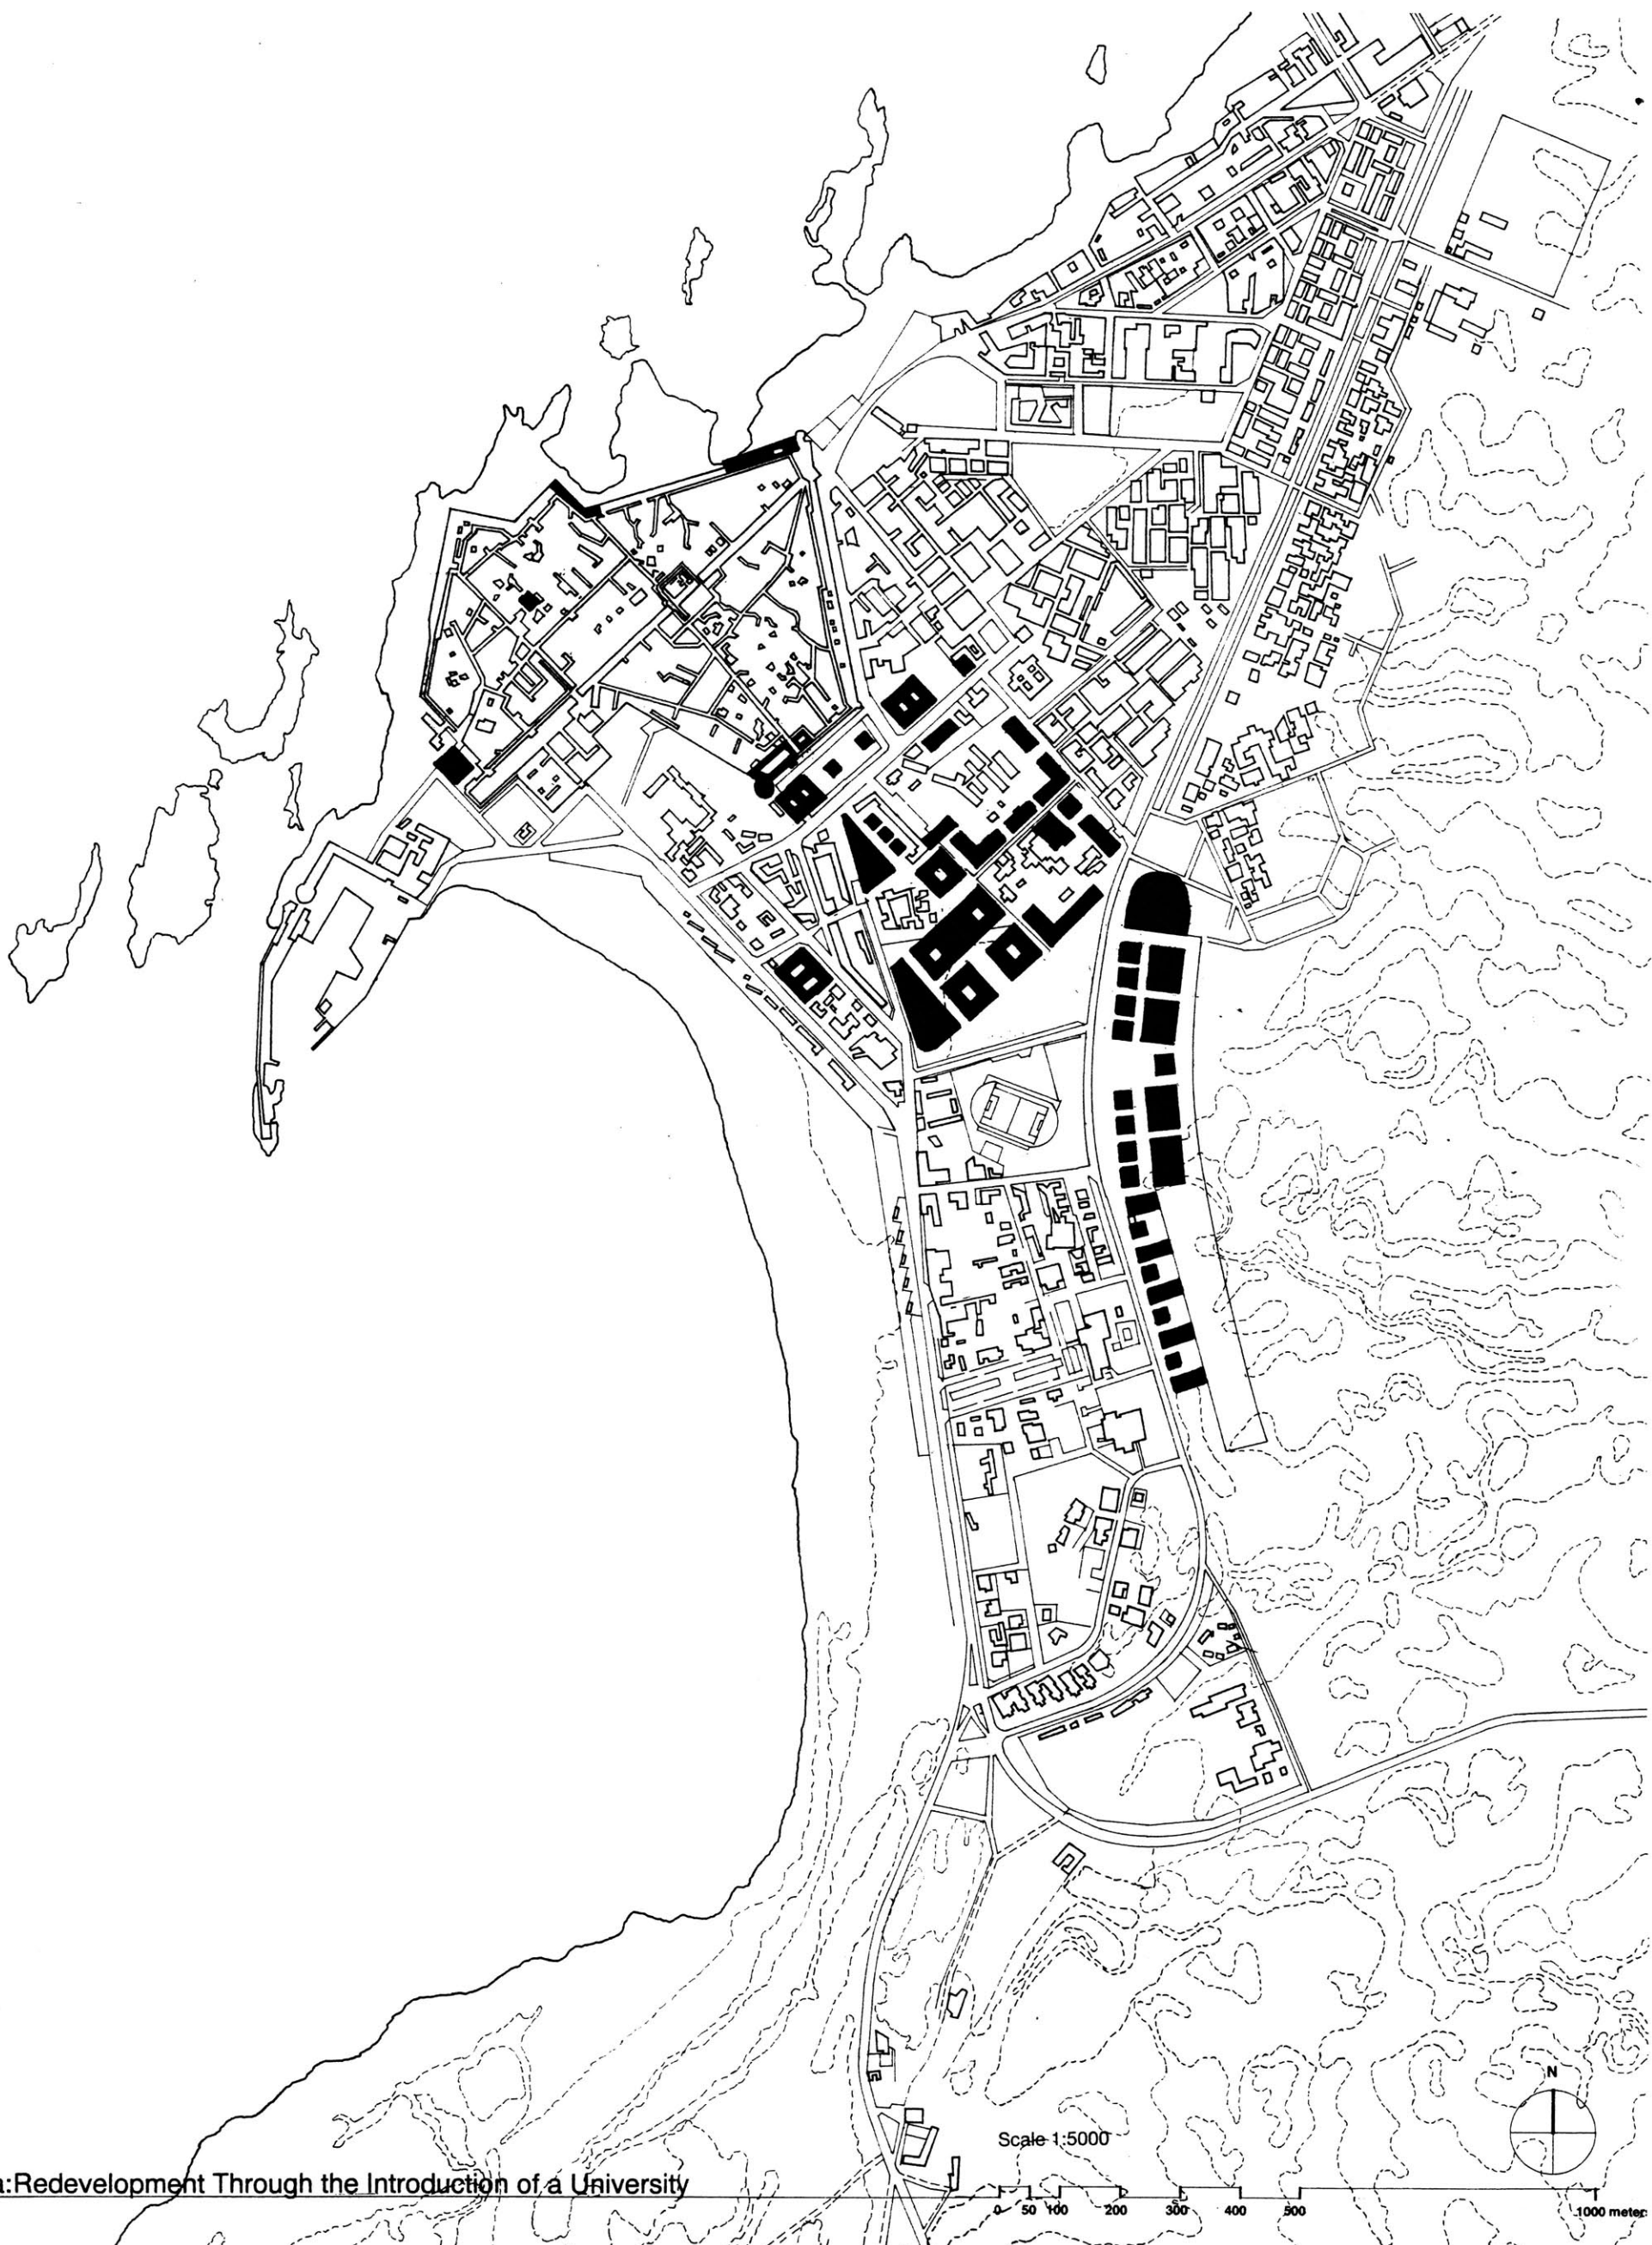 N
Scale 1:5000
a:Redevelopment Through the Introduction of a University
0 50 100 200 300 400 500 1000 meter